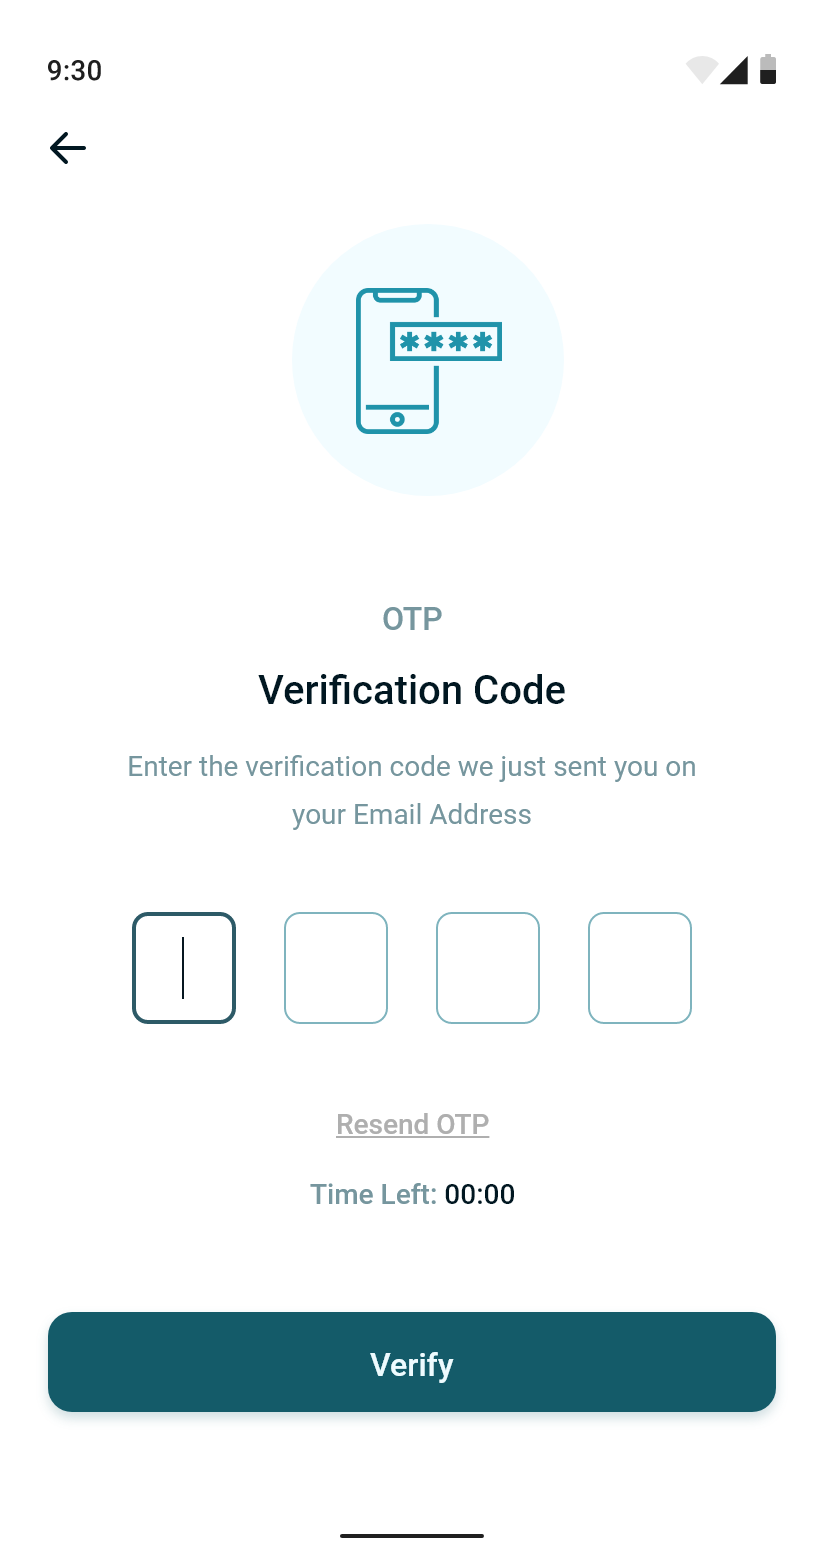 9:30
****
OTP
Verification Code
Enter the verification code we just sent you on
your Email Address
Resend OTP
Time Left: 00:00
Verify